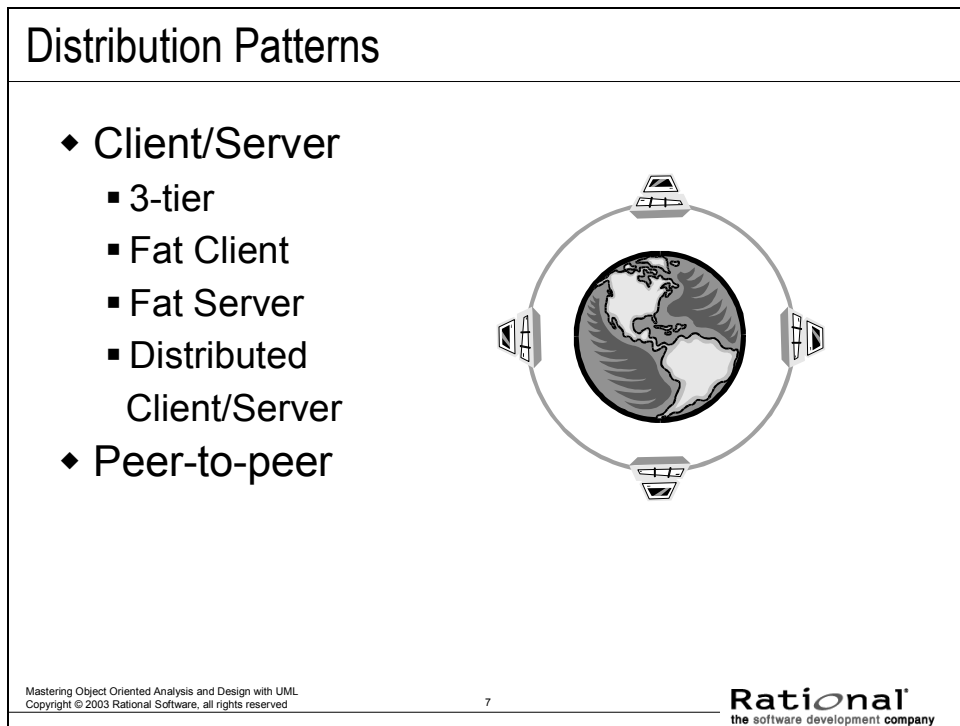 Distribution Patterns
◆ Client/Server
▪ 3-tier
▪ Fat Client
▪ Fat Server
▪ Distributed
Client/Server
◆ Peer-to-peer
Mastering Object Oriented Analysis and Design with UML
Copyright © 2003 Rational Software, all rights reserved
7
Rational
the software development company